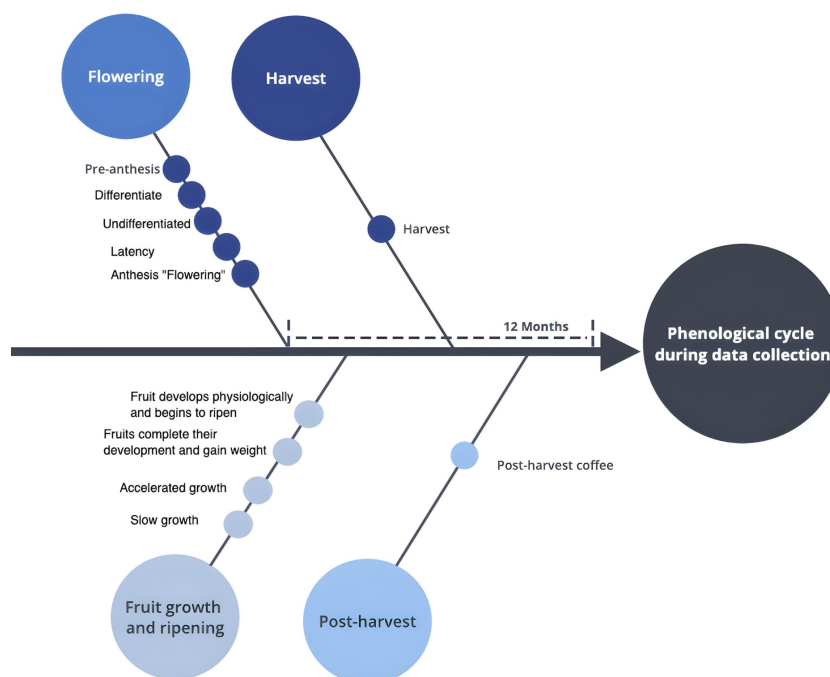 Flowering
Harvest
Pre-anthesis
Differentiate
Undifferentiated
Latency
Anthesis "Flowering"
Harvest
12 Months
Phenological cycle
during data collection
Fruit develops physiologically
and begins to ripen
Fruits complete their
development and gain weight
Accelerated growth
Slow growth
Post-harvest coffee
Fruit growth
and ripening
Post-harvest